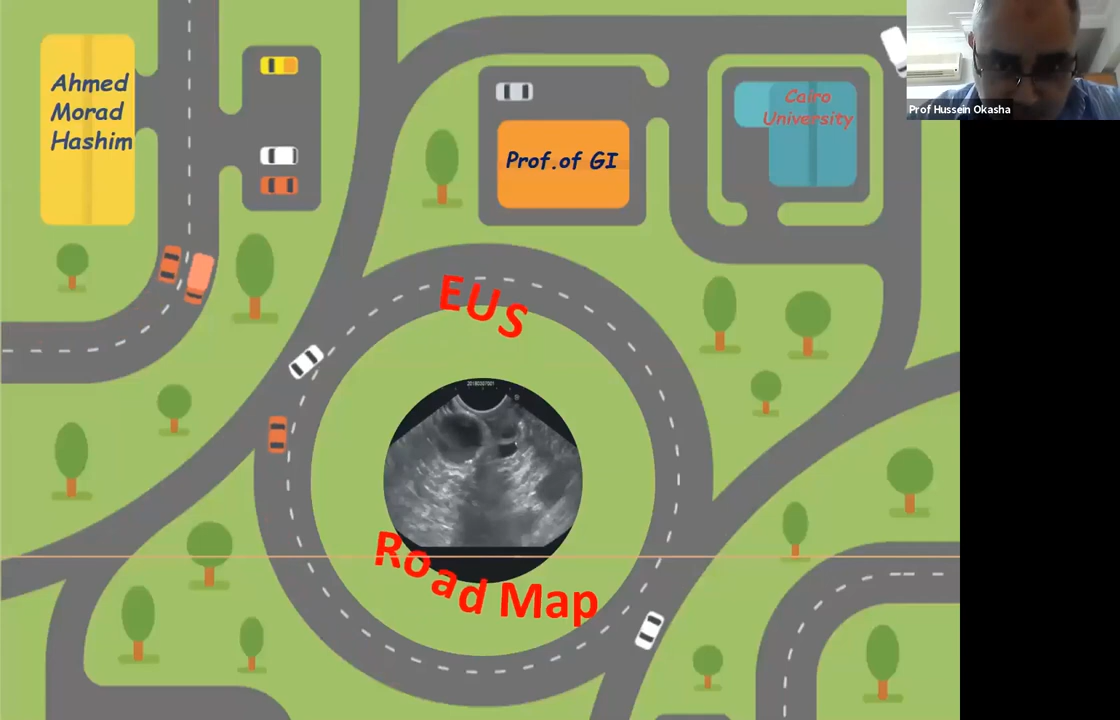 Ahmed
Morad
Hashim
Prof.of GI
Cairo
University
Prof Hussein Okasha
EUS
Road Map